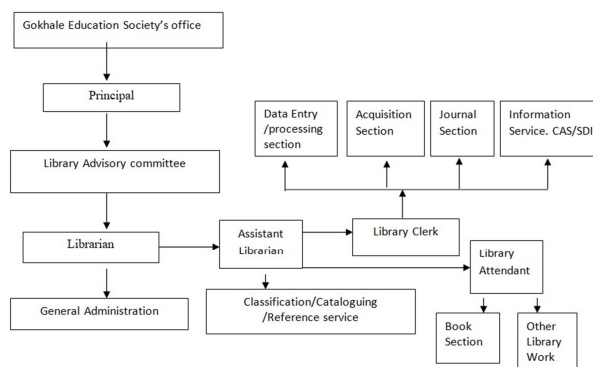 Gokhale Education Society's office
Principal
Library Advisory committee
Librarian
General Administration
Assistant
Librarian
Classification/Cataloguing
/Reference service
Library Clerk
Data Entry
/processing
section
Acquisition
Section
Journal
Section
Information
Service. CAS/SDI
Library
Attendant
Book
Section
Other
Library
Work